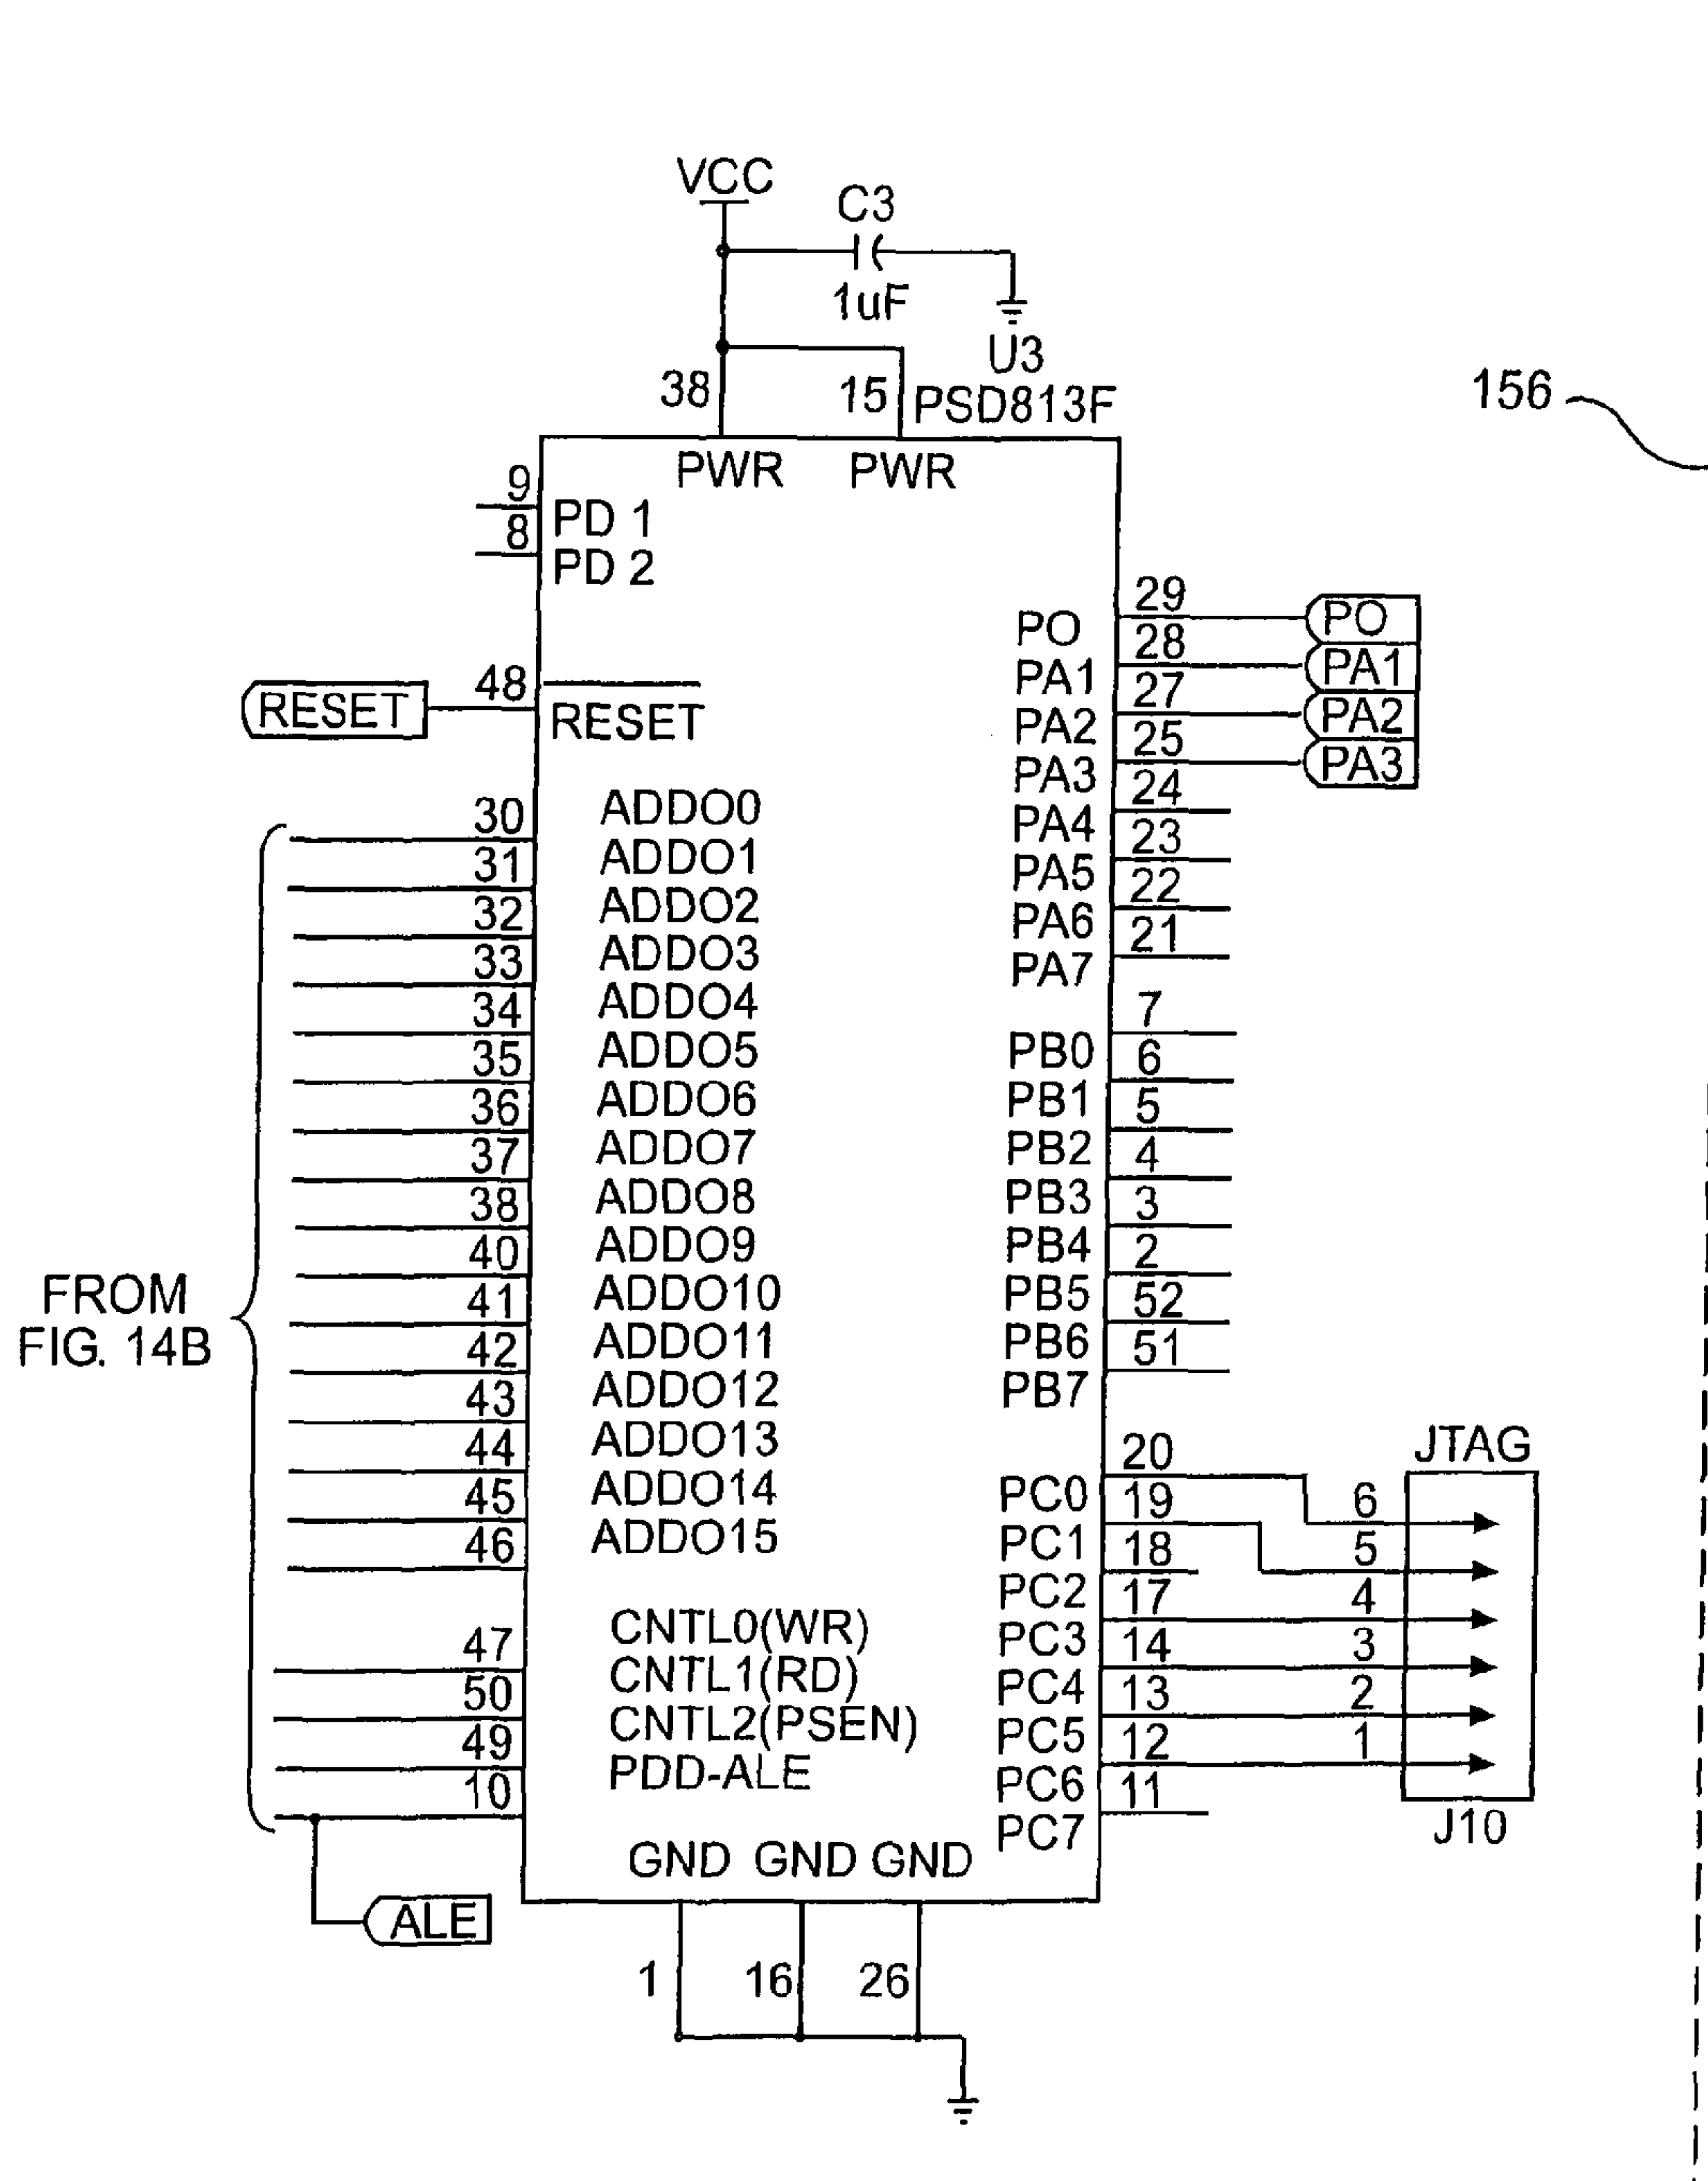 VCC
C3
1uF
U3
PSD813F
156
38
15
PWR PWR
9
PD 1
8
PD 2
RESET
48
RESET
30
ADDO0
31
ADDO1
32
ADDO2
33
ADDO3
34
ADDO4
35
ADDO5
36
ADDO6
37
ADDO7
38
ADDO8
40
ADDO9
41
ADDO10
42
ADDO11
43
ADDO12
44
ADDO13
45
ADDO14
46
ADDO15
FROM
FIG. 14B
47
CNTL0(WR)
50
CNTL1(RD)
49
CNTL2(PSEN)
10
PDD-ALE
ALE
PO
29
PO
PA1
28
PA1
PA2
27
PA2
PA3
25
PA3
PA4
24
PA5
23
PA6
22
PA7
21
PB0
7
PB1
6
PB2
5
PB3
4
PB4
3
PB5
2
PB6
52
PB7
51
PC0
20
PC1
19
PC2
18
PC3
17
PC4
14
PC5
13
PC6
12
PC7
11
JTAG
6
5
4
3
2
1
J10
GND GND GND
1
16
26